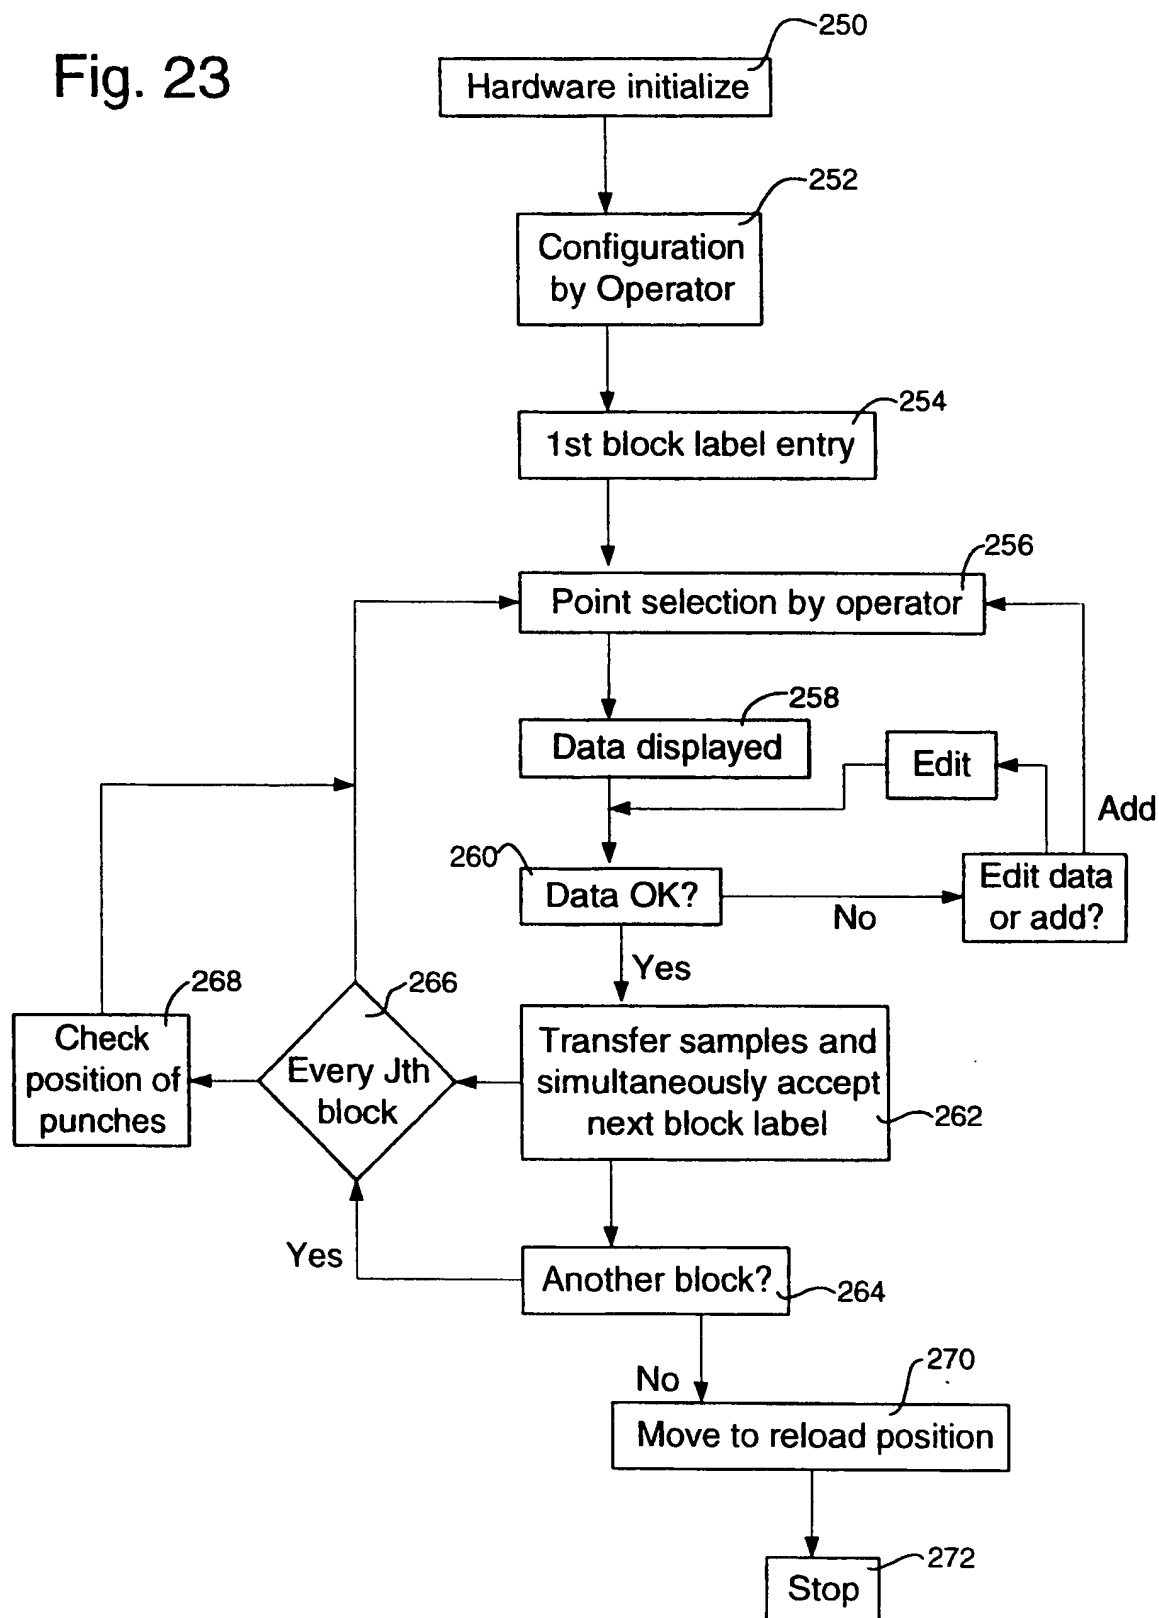 Fig. 23
250
Hardware initialize
252
Configuration
by Operator
254
1st block label entry
256
Point selection by operator
258
Data displayed
Edit
Add
260
Data OK?
No
Edit data
or add?
Yes
268
266
Check
position of
punches
Every Jth
block
Transfer samples and
simultaneously accept
next block label
262
Yes
Another block?
264
No
270
Move to reload position
272
Stop